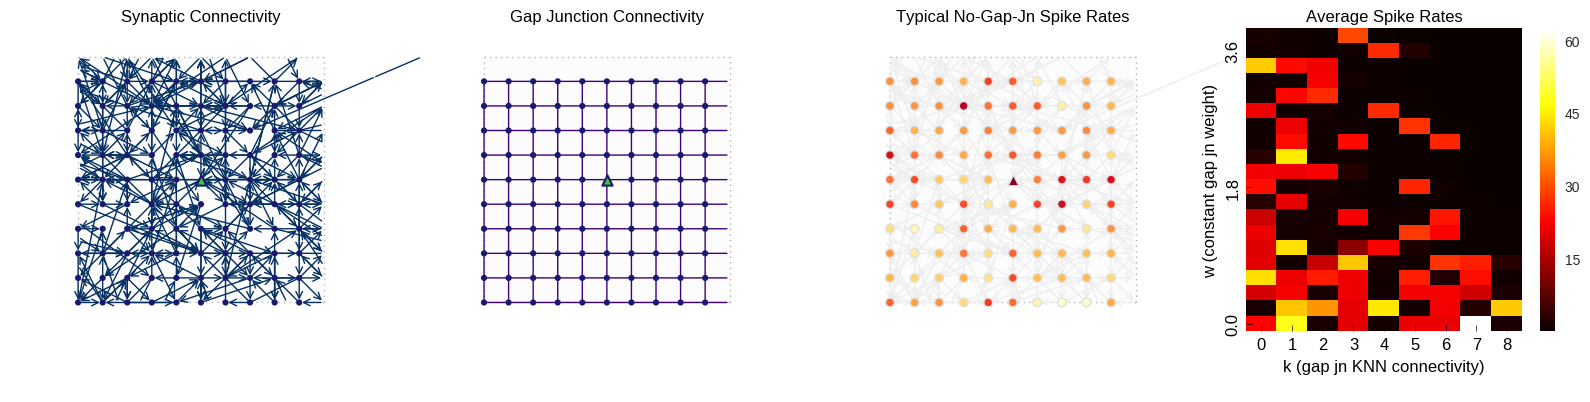 Synaptic Connectivity
Gap Junction Connectivity
Typical No-Gap-Jn Spike Rates
Average Spike Rates
w (constant gap jn weight)
3.6
1.8
0.0
0 1 2 3 4 5 6 7 8
k (gap jn KNN connectivity)
60
45
30
15